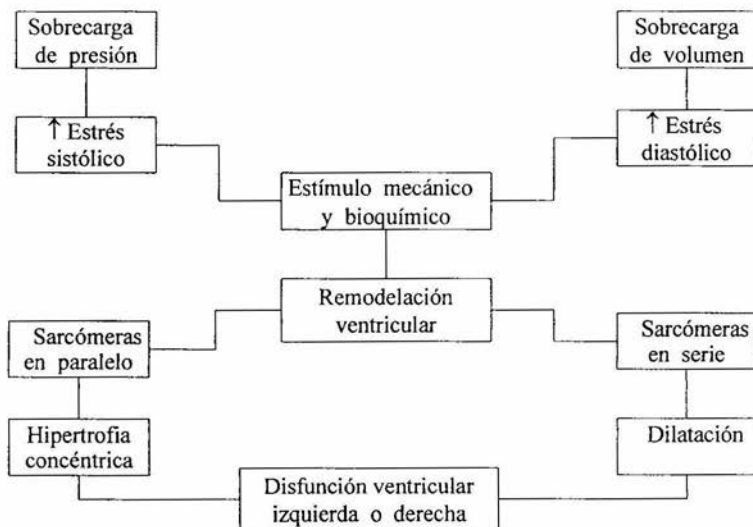 Sobrecarga
de presión
Sobrecarga
de volumen
↑ Estrés
sistólico
↑ Estrés
diastólico
Estímulo mecánico
y bioquímico
Remodelación
ventricular
Sarcómeras
en paralelo
Sarcómeras
en serie
Hipertrofia
concéntrica
Dilatación
Disfunción ventricular
izquierda o derecha